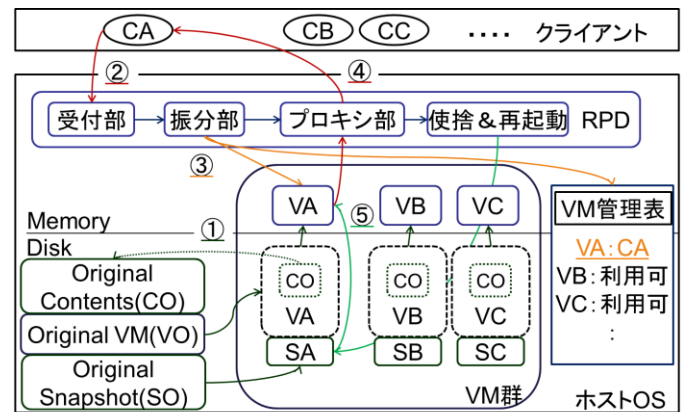 CA
CB
CC
････
クライアント
②
④
受付部
振分部
プロキシ部
使捨＆再起動
RPD
③
VA
VB
VC
VM管理表
⑤
①
Memory
Disk
VA：CA
VB：利用可
VC：利用可
：
Original
Contents(CO)
Original VM(VO)
Original
Snapshot(SO)
CO
VA
CO
VB
CO
VC
SA
SB
SC
VM群
ホストOS